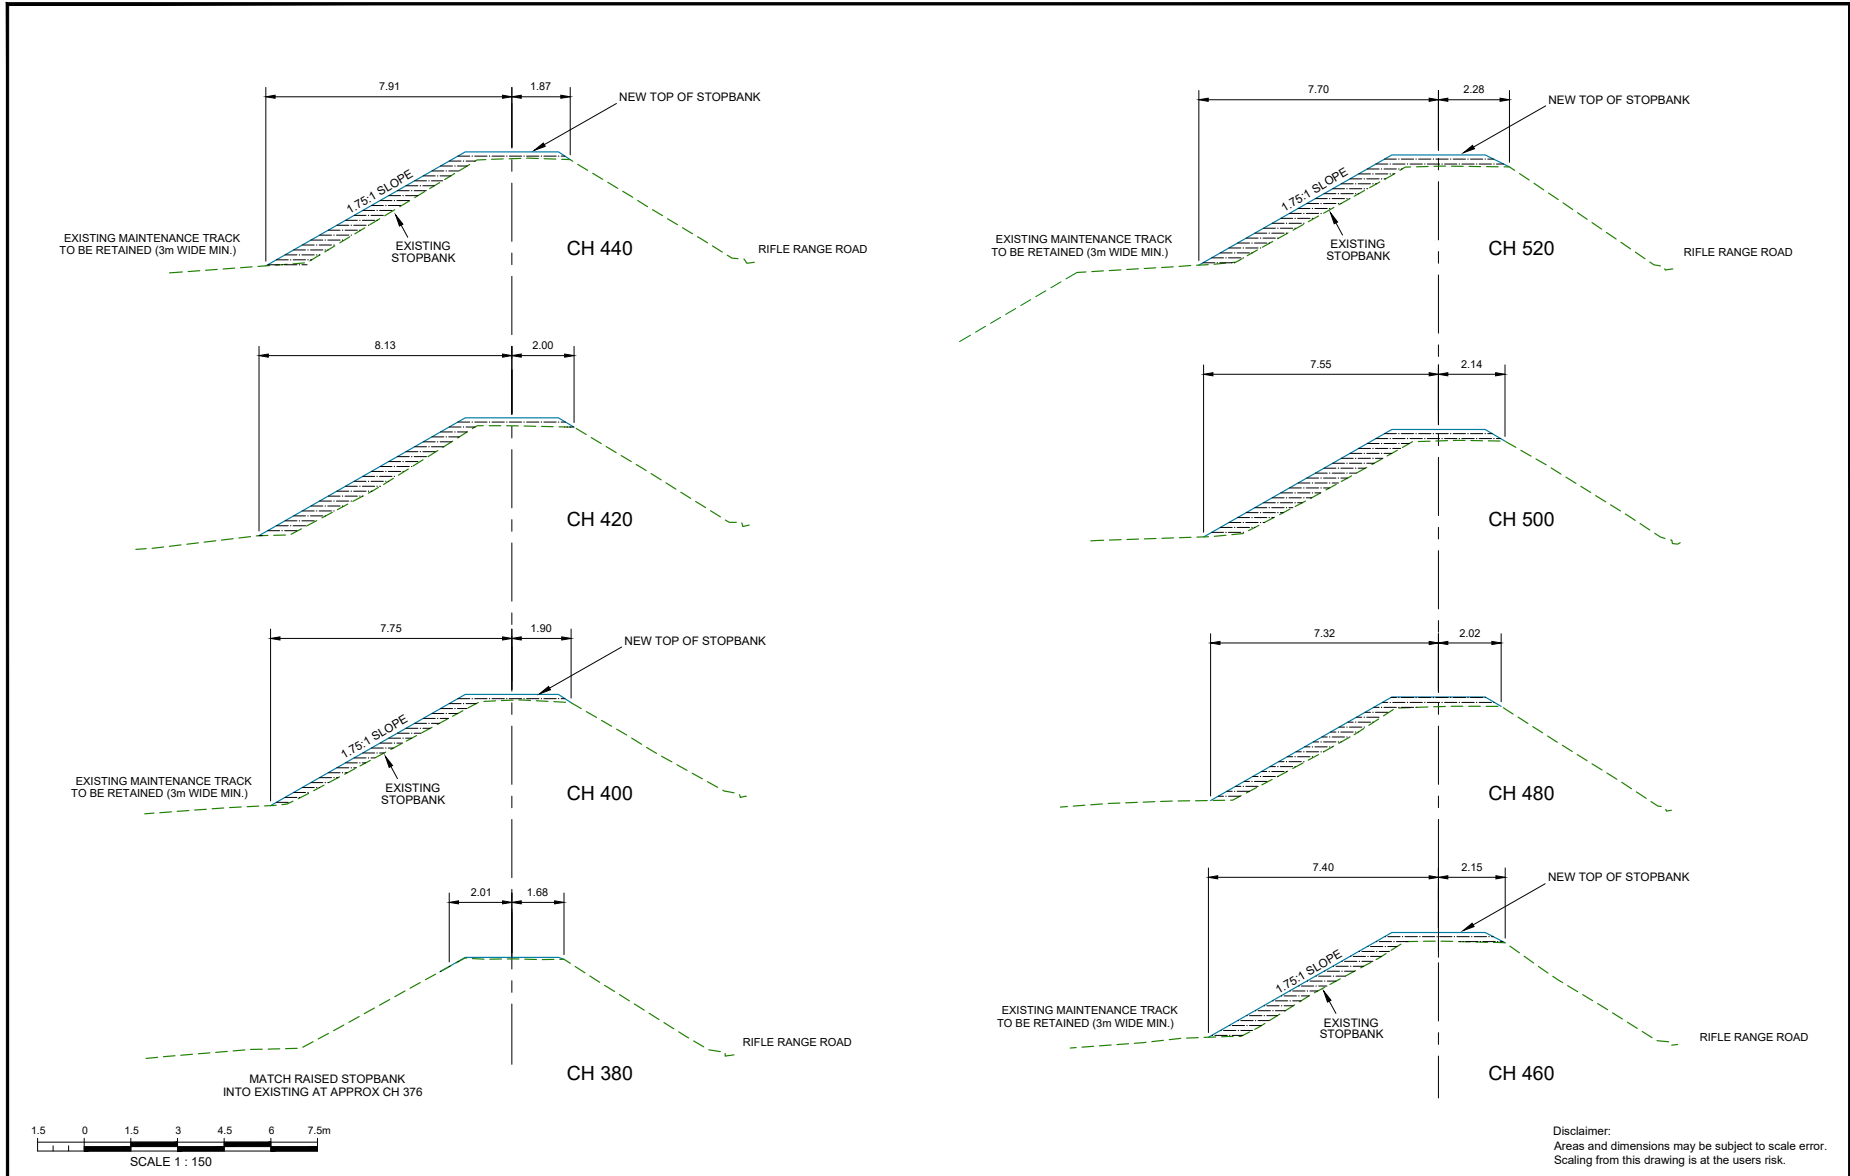 7.91
1.87
NEW TOP OF STOPBANK
1.75:1 SLOPE
EXISTING MAINTENANCE TRACK
TO BE RETAINED (3m WIDE MIN.)
EXISTING
STOPBANK
CH 440
RIFLE RANGE ROAD
8.13
2.00
CH 420
7.75
1.90
NEW TOP OF STOPBANK
1.75:1 SLOPE
EXISTING MAINTENANCE TRACK
TO BE RETAINED (3m WIDE MIN.)
EXISTING
STOPBANK
CH 400
2.01
1.68
RIFLE RANGE ROAD
MATCH RAISED STOPBANK
INTO EXISTING AT APPROX CH 376
CH 380
1.5 0 1.5 3 4.5 6 7.5m
SCALE 1 : 150
7.70
2.28
NEW TOP OF STOPBANK
1.75:1 SLOPE
EXISTING MAINTENANCE TRACK
TO BE RETAINED (3m WIDE MIN.)
EXISTING
STOPBANK
CH 520
RIFLE RANGE ROAD
7.55
2.14
CH 500
7.32
2.02
CH 480
7.40
2.15
NEW TOP OF STOPBANK
1.75:1 SLOPE
EXISTING MAINTENANCE TRACK
TO BE RETAINED (3m WIDE MIN.)
EXISTING
STOPBANK
RIFLE RANGE ROAD
CH 460
Disclaimer:
Areas and dimensions may be subject to scale error.
Scaling from this drawing is at the users risk.